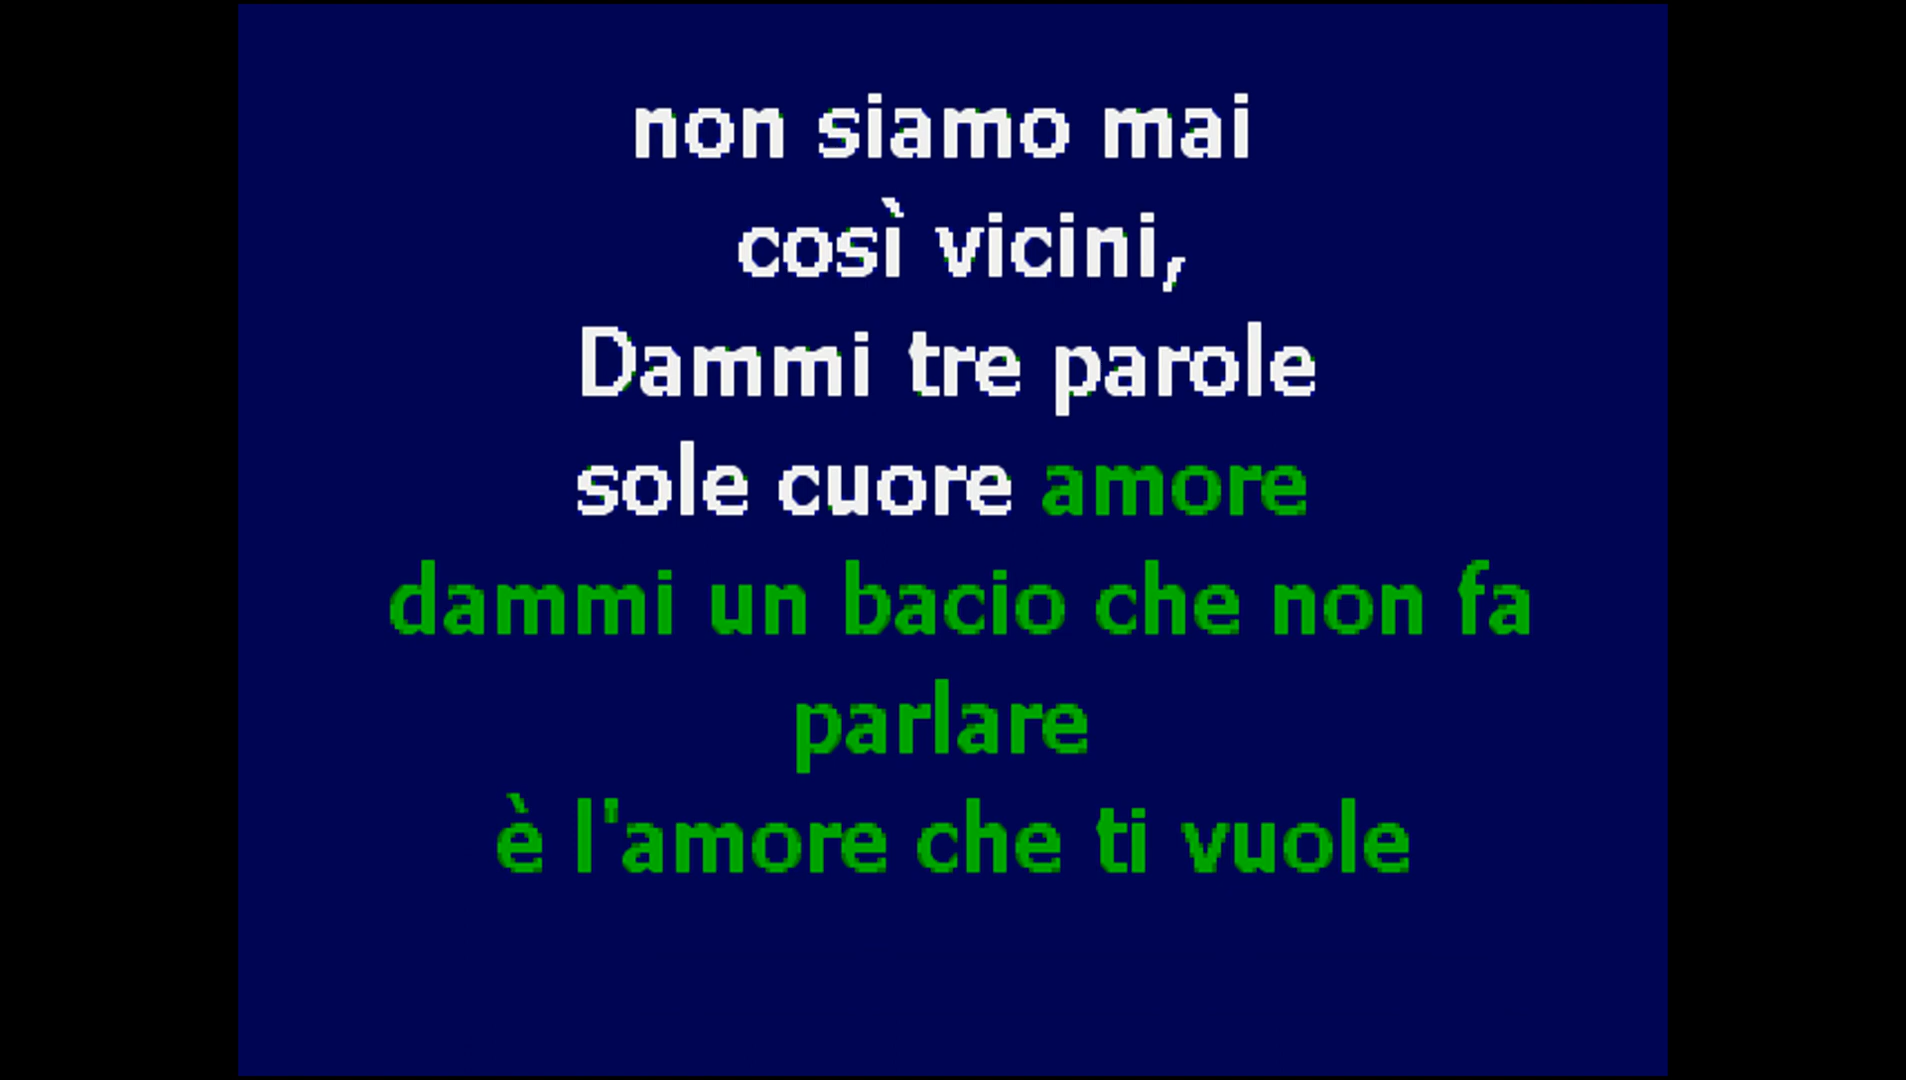 non siamo mai
così vicini,
Dammi tre parole
sole cuore amore
dammi un bacio che non fa
parlare
è l'amore che ti vuole